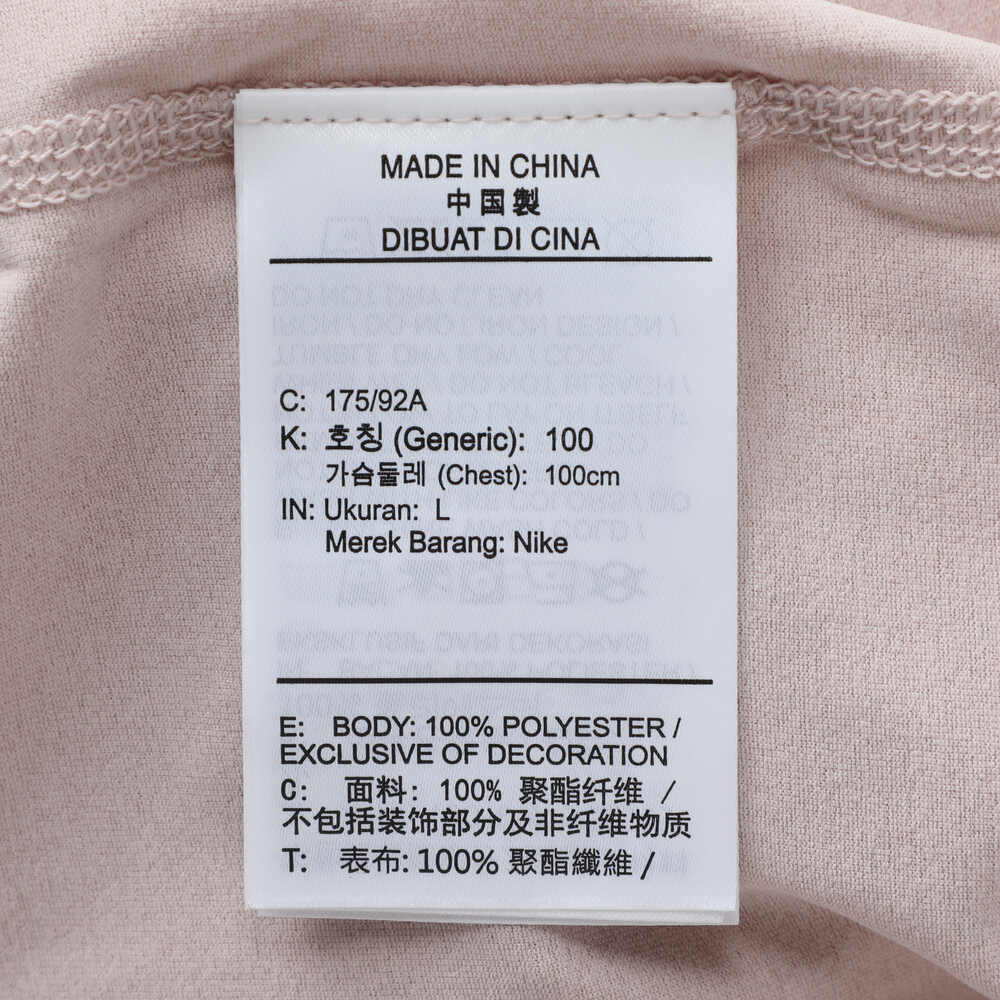 MADE IN CHINA
中国製
DIBUAT DI CINA
C: 175/92A
K: 호칭 (Generic): 100
가슴둘레 (Chest): 100cm
IN: Ukuran: L
Merek Barang: Nike
E: BODY: 100% POLYESTER /
EXCLUSIVE OF DECORATION
C: 面料: 100% 聚酯纤维 /
不包括装饰部分及非纤维物质
T: 表布: 100% 聚酯纖維 /